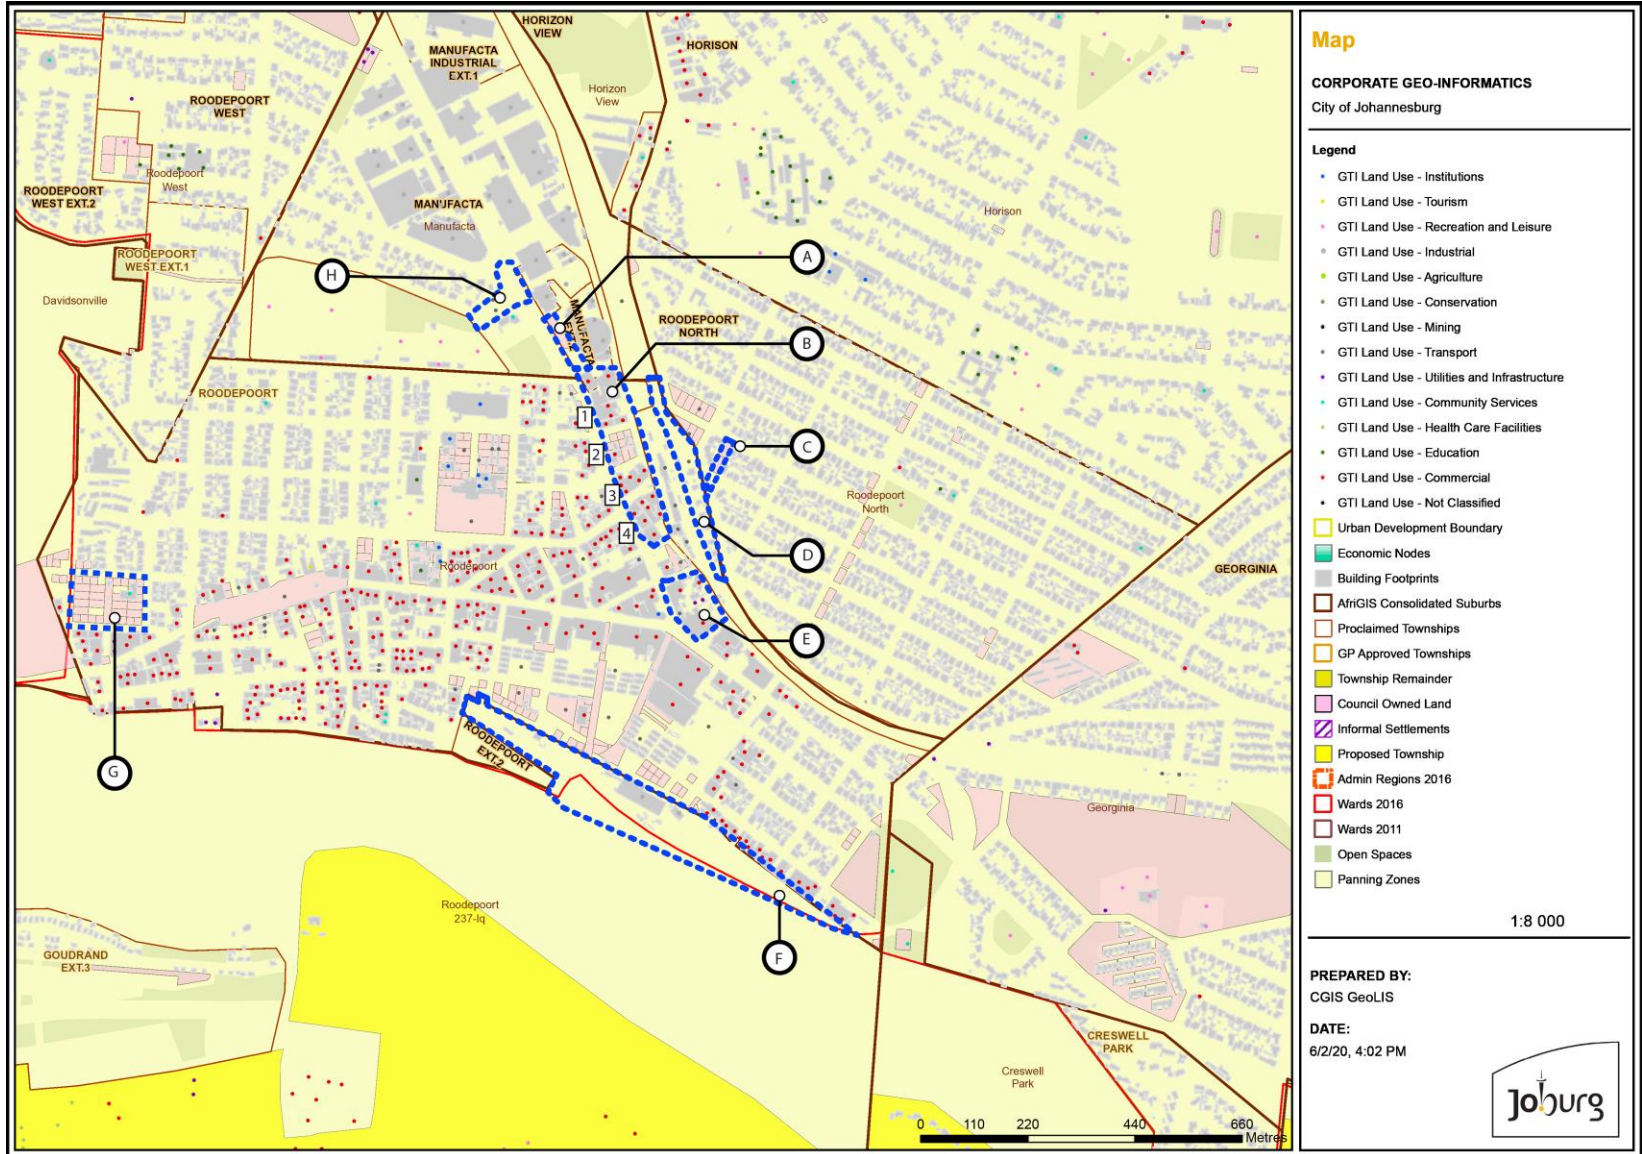 HORIZON
VIEW
MANUFACTA
INDUSTRIAL
EXT.1
HORISON
Horizon
View
ROODEPOORT
WEST
Roodepoort
West
ROODEPOORT
WEST EXT.2
MAN'JFACTA
Manufacta
Horison
ROODEPOORT
WEST EXT.1
Davidsonville
H
A
MANUFACTA
EXT.2
ROODEPOORT
NORTH
B
ROODEPOORT
1
2
C
3
Roodepoort
North
4
D
Roodepoort
GEORGINIA
E
G
ROODEPOORT
EXT.2
Georginia
Roodepoort
237-Iq
F
GOUDRAND
EXT.3
CRESWELL
PARK
Creswell
Park
0 110 220 440 660
Metres
Map
CORPORATE GEO-INFORMATICS
City of Johannesburg
Legend
GTI Land Use - Institutions
GTI Land Use - Tourism
GTI Land Use - Recreation and Leisure
GTI Land Use - Industrial
GTI Land Use - Agriculture
GTI Land Use - Conservation
GTI Land Use - Mining
GTI Land Use - Transport
GTI Land Use - Utilities and Infrastructure
GTI Land Use - Community Services
GTI Land Use - Health Care Facilities
GTI Land Use - Education
GTI Land Use - Commercial
GTI Land Use - Not Classified
Urban Development Boundary
Economic Nodes
Building Footprints
AfriGIS Consolidated Suburbs
Proclaimed Townships
GP Approved Townships
Township Remainder
Council Owned Land
Informal Settlements
Proposed Township
Admin Regions 2016
Wards 2016
Wards 2011
Open Spaces
Panning Zones
1:8 000
PREPARED BY:
CGIS GeoLIS
DATE:
6/2/20, 4:02 PM
Joburg